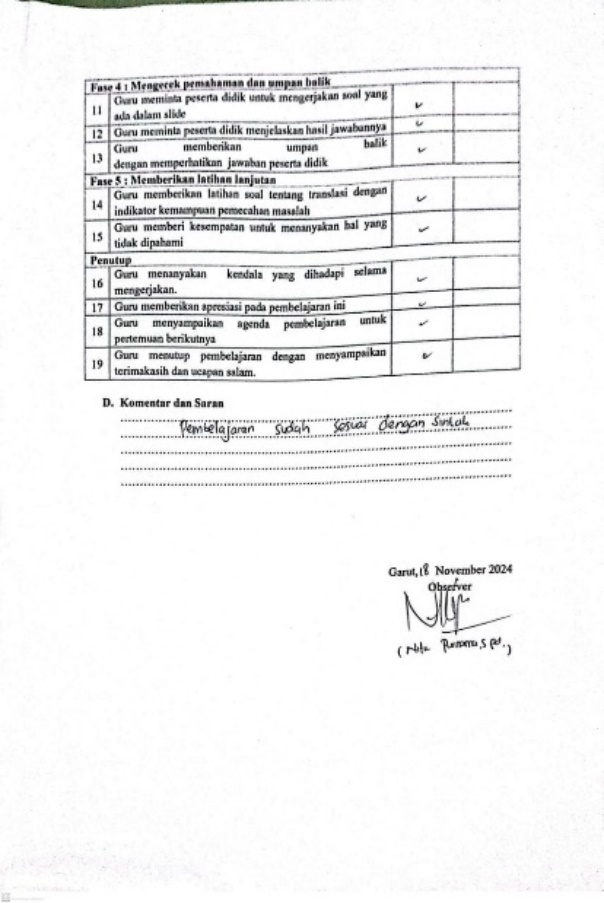 Fase 4 : Mengecek pemahaman dan umpan balik
11 Guru meminta peserta didik untuk mengerjakan soal yang
ada dalam slide
12 Guru meminta peserta didik menjelaskan hasil jawabannya
13 Guru memberikan umpan balik
dengan memperhatikan jawaban peserta didik
Fase 5 : Memberikan latihan lanjutan
14 Guru memberikan latihan soal tentang translasi dengan
indikator kemampuan pemecahan masalah
15 Guru memberi kesempatan untuk menanyakan hal yang
tidak dipahami
Penutup
16 Guru menanyakan kendala yang dihadapi selama
mengerjakan.
17 Guru memberikan apresiasi pada pembelajaran ini
18 Guru menyampaikan agenda pembelajaran untuk
pertemuan berikutnya
19 Guru menutup pembelajaran dengan menyampaikan
terimakasih dan ucapan salam.
D. Komentar dan Saran
Pembelajaran sudah sesuai dengan
Garut, 18 November 2024
Observer
S.Pd.)